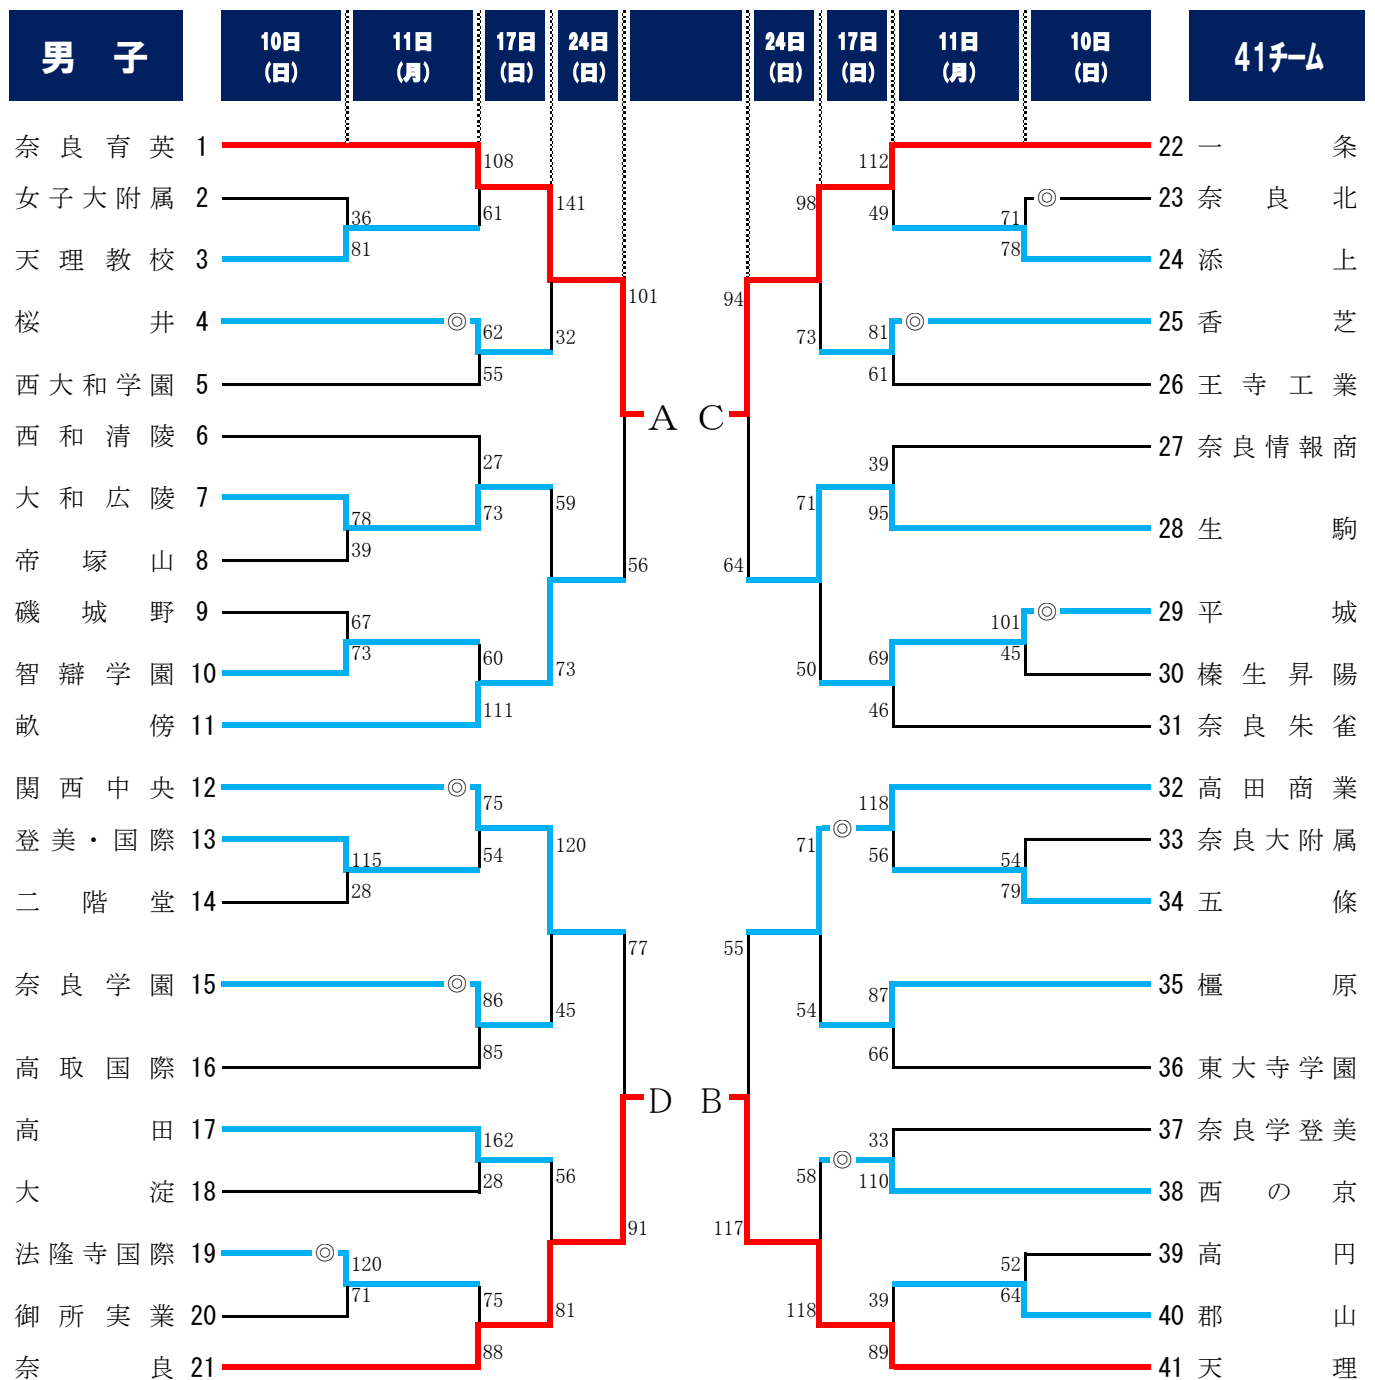 男 子 10日(日) 11日(月) 17日(日) 24日(日) 24日(日) 17日(日) 11日(月) 10日(日) 41チーム
奈良育英 1 108 112 22 一条
女子大附属 2 36 61 141 98 49 71 ◎ 23 奈良北
天理教校 3 81 78 24 添上
101 94
桜井 4 ◎ 62 32 73 81 ◎ 25 香芝
西大和学園 5 55 61 26 王寺工業
A C
西和清陵 6 27 39 27 奈良情報商
大和広陵 7 78 73 59 71 95 28 生駒
帝塚山 8 39 56 64
磯城野 9 67 101 ◎ 29 平城
智辯学園 10 73 60 73 50 69 45 30 榛生昇陽
畝傍 11 111 46 31 奈良朱雀
関西中央 12 ◎ 75 118 32 高田商業
登美・国際 13 115 54 120 71 ◎ 56 54 33 奈良大附属
二階堂 14 28 79 34 五條
77 55
奈良学園 15 ◎ 86 45 54 87 35 橿原
高取国際 16 85 66 36 東大寺学園
D B
高田 17 162 33 37 奈良学登美
大淀 18 28 56 58 ◎ 110 38 西の京
91 117
法隆寺国際 19 ◎ 120 52 39 高円
御所実業 20 71 75 81 118 39 64 40 郡山
奈良 21 88 89 41 天理